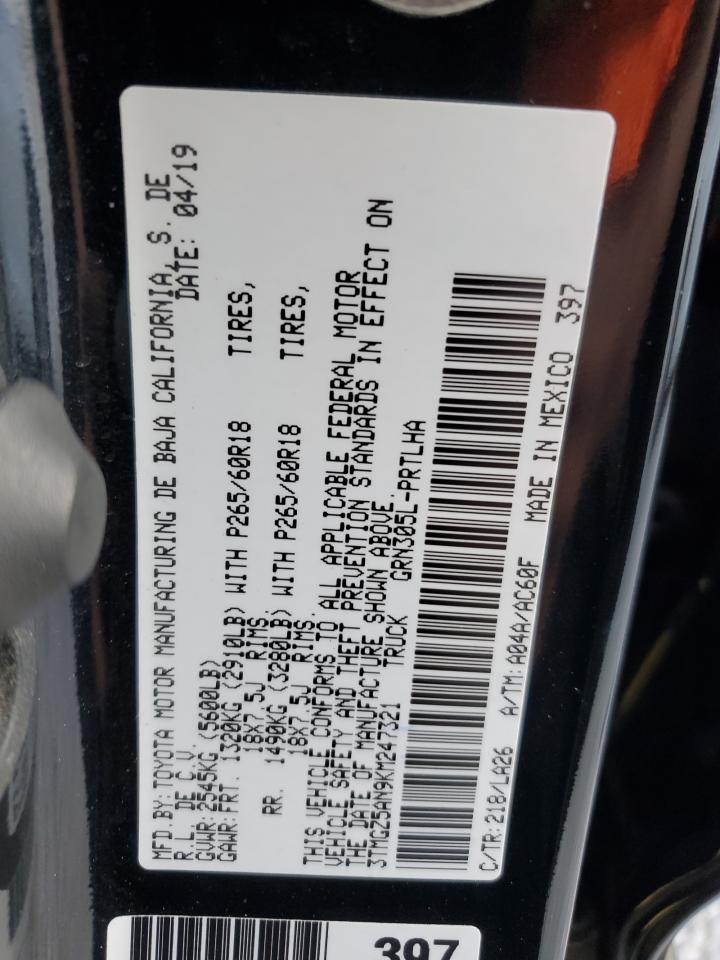 MFD.BY:TOYOTA MOTOR MANUFACTURING DE BAJA CALIFORNIA, S. DE
R.L. DE C.V. DATE: 04/19
GVWR:2545KG (5600LB)
GAWR:FRT. 1320KG (2910LB) WITH P265/60R18 TIRES,
18X7.5J RIMS
RR. 1490KG (3280LB) WITH P265/60R18 TIRES,
18X7.5J RIMS
THIS VEHICLE CONFORMS TO ALL APPLICABLE FEDERAL MOTOR
VEHICLE SAFETY AND THEFT PREVENTION STANDARDS IN EFFECT ON
THE DATE OF MANUFACTURE SHOWN ABOVE.
3TMGZ5AN9KM247321 TRUCK GRN305L-PRTLHA
C/TR:218/LA26 A/TM:A04A/AC60F MADE IN MEXICO 397
397